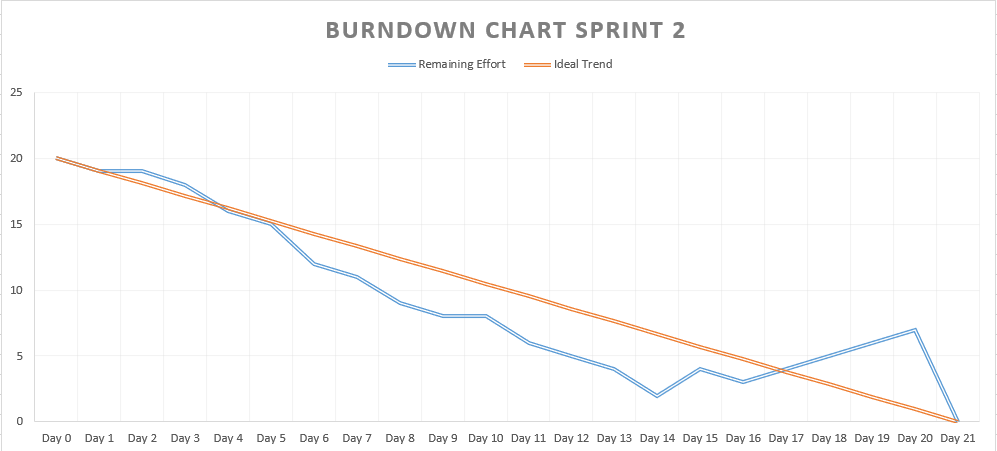 BURNDOWN CHART SPRINT 2
Remaining Effort Ideal Trend
25
20
15
10
5
0
Day 0 Day 1 Day 2 Day 3 Day 4 Day 5 Day 6 Day 7 Day 8 Day 9 Day 10 Day 11 Day 12 Day 13 Day 14 Day 15 Day 16 Day 17 Day 18 Day 19 Day 20 Day 21